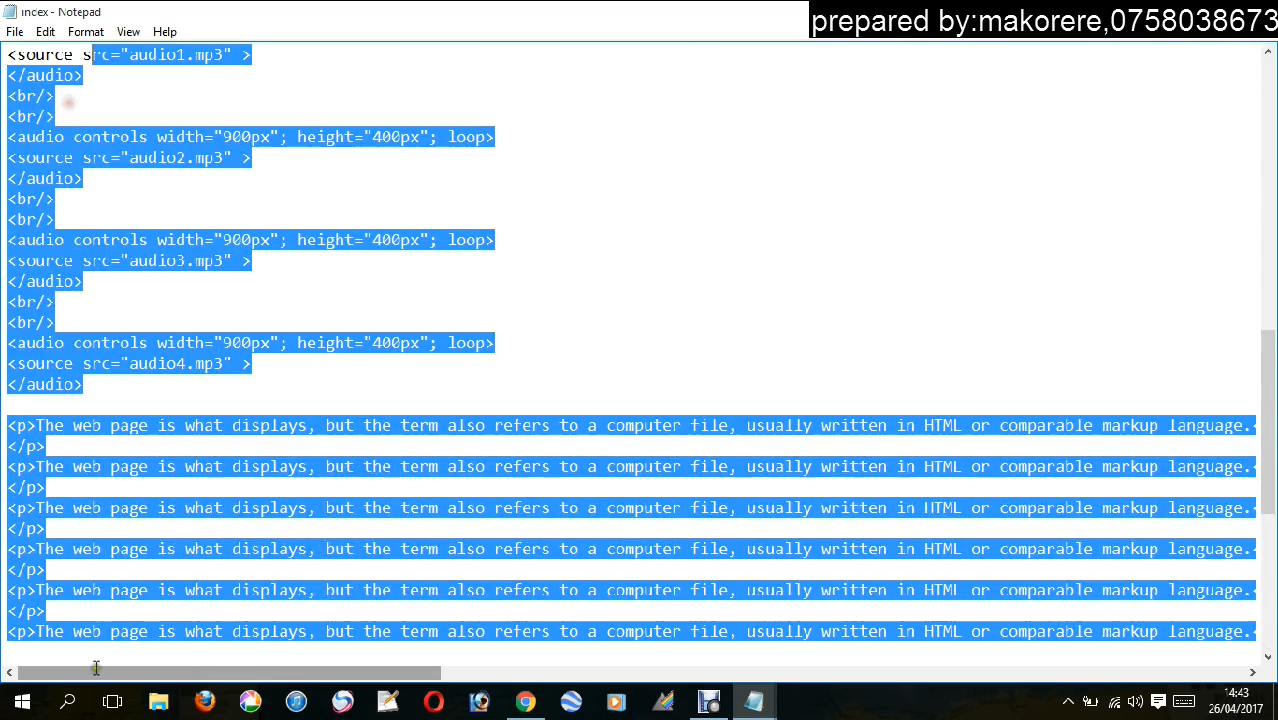 index - Notepad
prepared by:makorere,0758038673
File Edit Format View Help
<source src="audio1.mp3" >
</audio>
<br/>
<br/>
<audio controls width="900px"; height="400px"; loop>
<source src="audio2.mp3" >
</audio>
<br/>
<br/>
<audio controls width="900px"; height="400px"; loop>
<source src="audio3.mp3" >
</audio>
<br/>
<br/>
<audio controls width="900px"; height="400px"; loop>
<source src="audio4.mp3" >
</audio>
<p>The web page is what displays, but the term also refers to a computer file, usually written in HTML or comparable markup language.<
</p>
<p>The web page is what displays, but the term also refers to a computer file, usually written in HTML or comparable markup language.<
</p>
<p>The web page is what displays, but the term also refers to a computer file, usually written in HTML or comparable markup language.<
</p>
<p>The web page is what displays, but the term also refers to a computer file, usually written in HTML or comparable markup language.<
</p>
<p>The web page is what displays, but the term also refers to a computer file, usually written in HTML or comparable markup language.<
</p>
<p>The web page is what displays, but the term also refers to a computer file, usually written in HTML or comparable markup language.<
14:43
26/04/2017